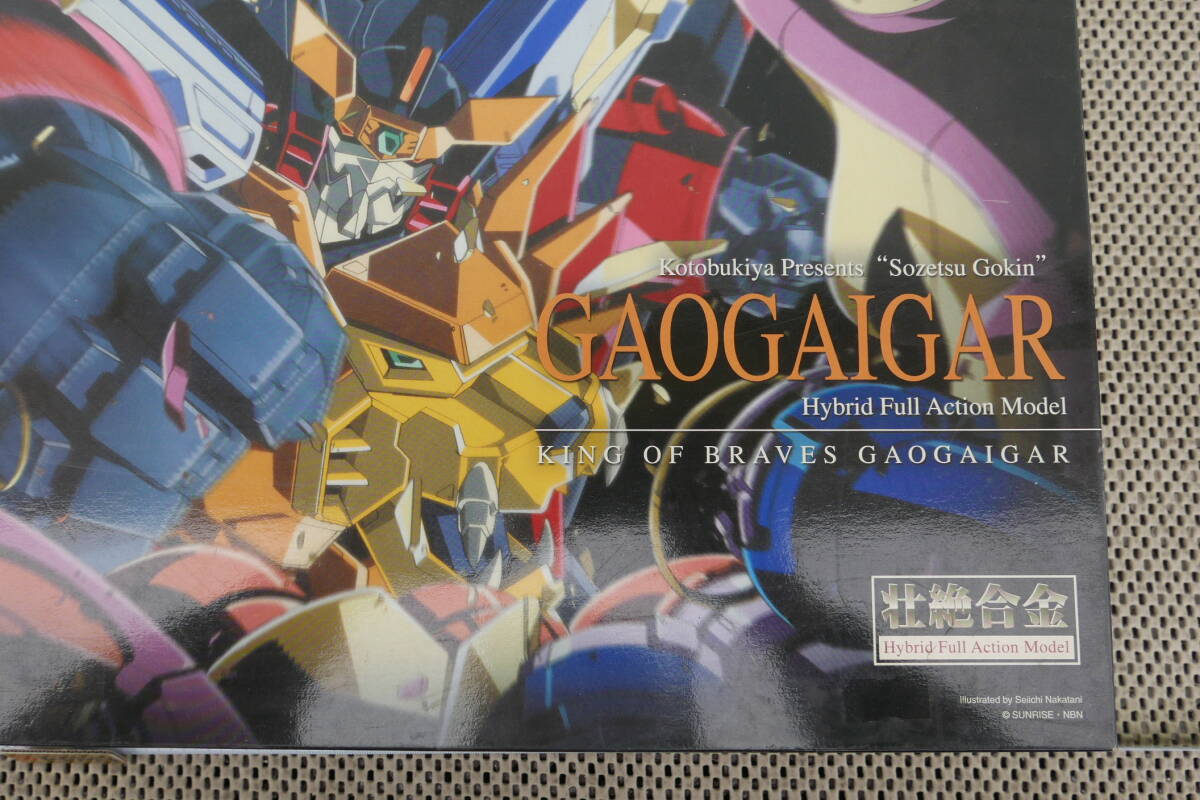 Kotobukiya Presents “Sozetsu Gokin”
GAOGAIGAR
Hybrid Full Action Model
KING OF BRAVES GAOGAIGAR
壮絶合金
Hybrid Full Action Model
Illustrated by Seiichi Nakatani
© SUNRISE・NBN